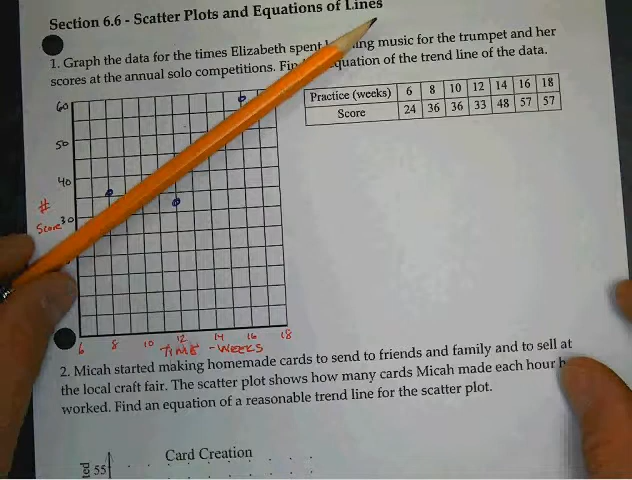 Section 6.6 - Scatter Plots and Equations of Lines
1. Graph the data for the times Elizabeth spent music for the trumpet and her
scores at the annual solo competitions. equation of the trend line of the data.
Practice (weeks) 6 8 10 12 14 16 18
Score 24 36 36 33 48 57 57
60
50
40
#
Score
30
6 8 10 12 14 16 18
TIME - WEEKS
2. Micah started making homemade cards to send to friends and family and to sell at
the local craft fair. The scatter plot shows how many cards Micah made each hour
worked. Find an equation of a reasonable trend line for the scatter plot.
Card Creation
55